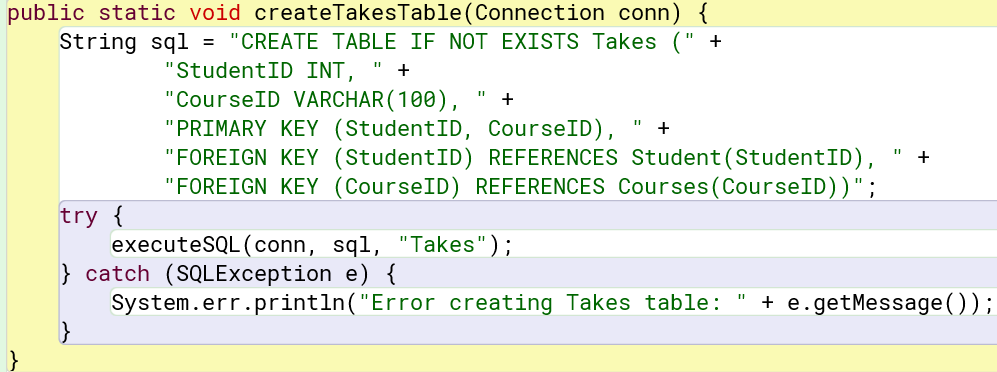 public static void createTakesTable(Connection conn) {
String sql = "CREATE TABLE IF NOT EXISTS Takes (" +
"StudentID INT, " +
"CourseID VARCHAR(100), " +
"PRIMARY KEY (StudentID, CourseID), " +
"FOREIGN KEY (StudentID) REFERENCES Student(StudentID), " +
"FOREIGN KEY (CourseID) REFERENCES Courses(CourseID))";
try {
executeSQL(conn, sql, "Takes");
} catch (SQLException e) {
System.err.println("Error creating Takes table: " + e.getMessage());
}
}